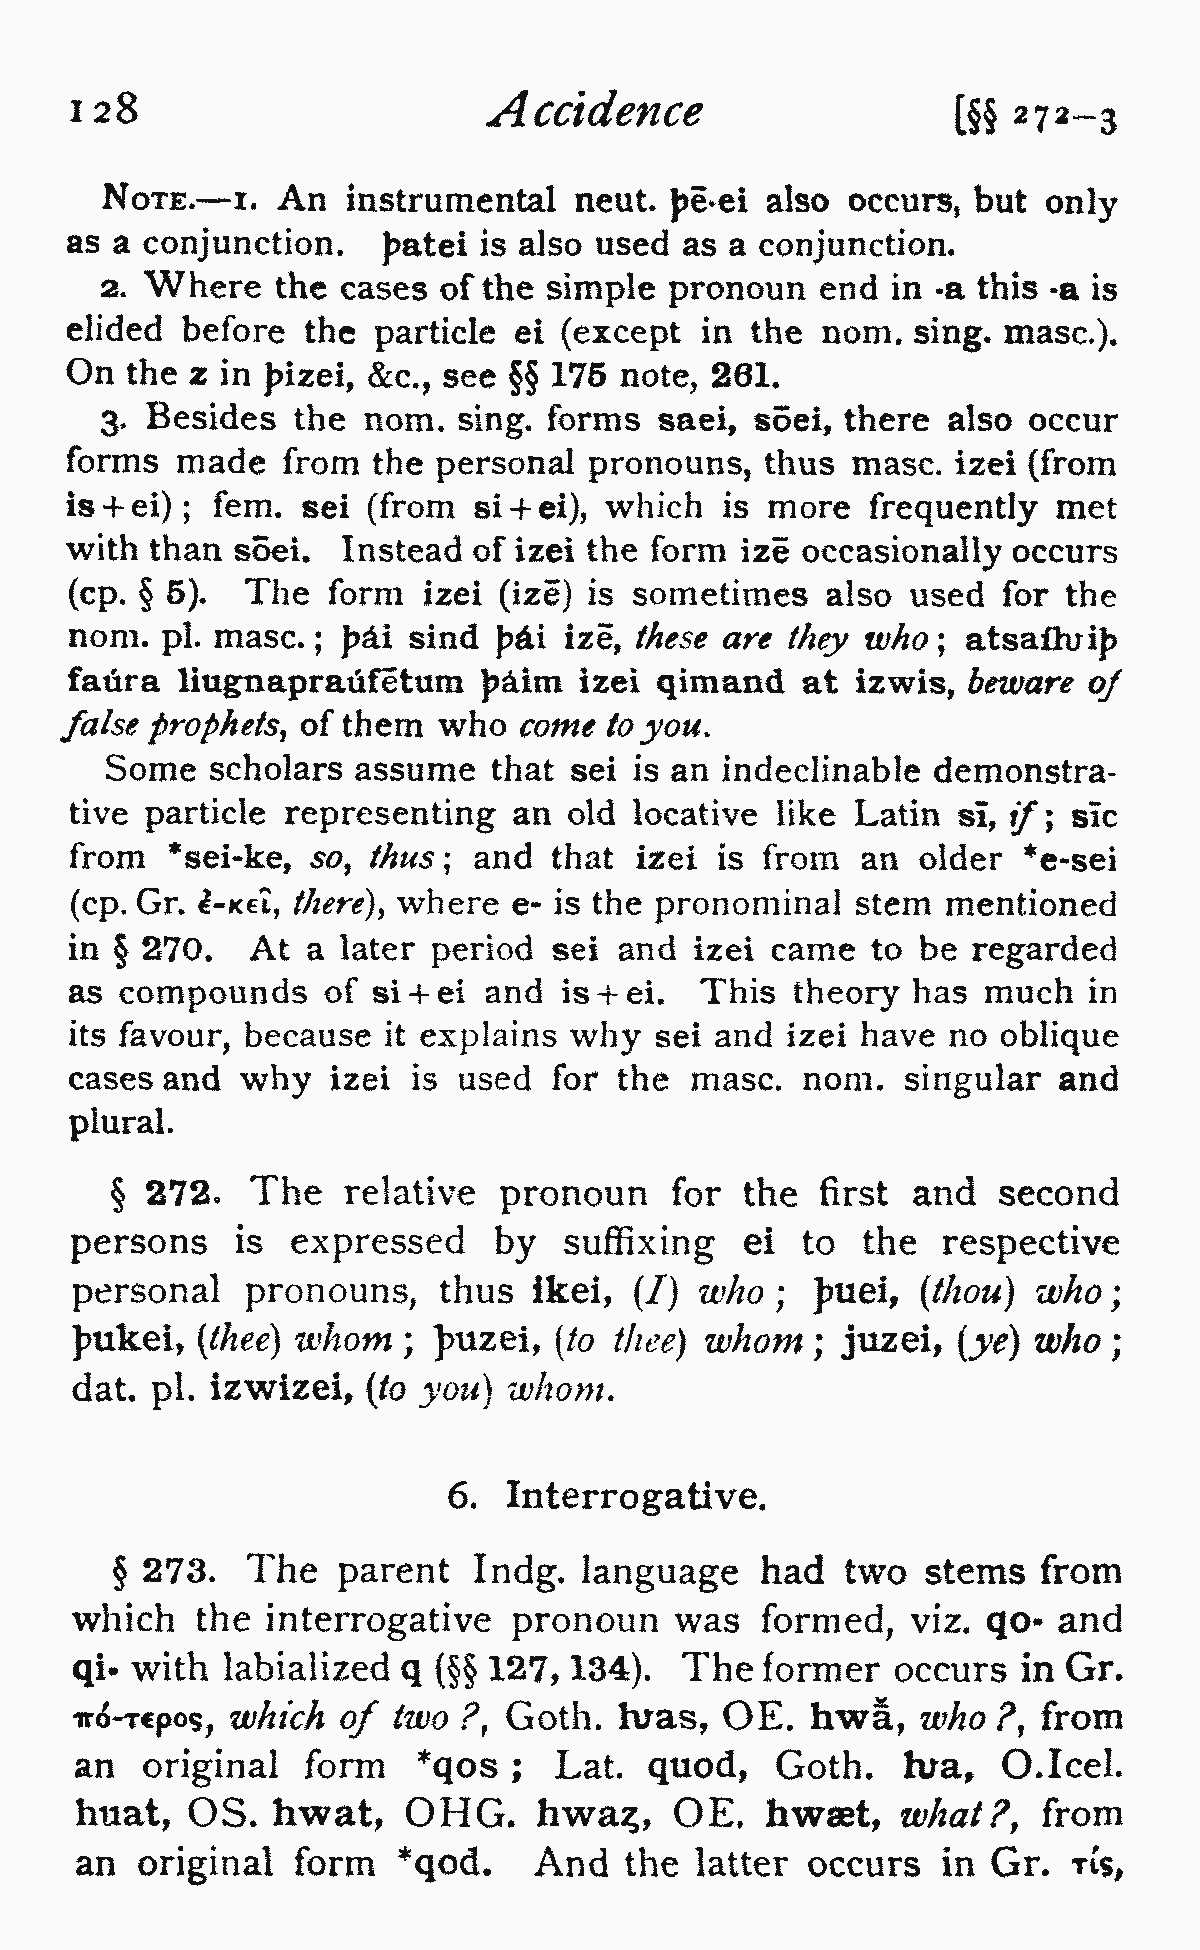 128 Accidence [§§ 272–3
NOTE.—1. An instrumental neut. þē·ei also occurs, but only
as a conjunction. þatei is also used as a conjunction.
2. Where the cases of the simple pronoun end in -a this -a is
elided before the particle ei (except in the nom. sing. masc.).
On the z in þizei, &c., see §§ 175 note, 261.
3. Besides the nom. sing. forms saei, sōei, there also occur
forms made from the personal pronouns, thus masc. izei (from
is + ei) ; fem. sei (from si + ei), which is more frequently met
with than sōei. Instead of izei the form izē occasionally occurs
(cp. § 5). The form izei (izē) is sometimes also used for the
nom. pl. masc. ; þái sind þái izē, these are they who ; atsaíƕiþ
faúra liugnapraúfētum þáim izei qimand at izwis, beware of
false prophets, of them who come to you.
Some scholars assume that sei is an indeclinable demonstra-
tive particle representing an old locative like Latin sī, if ; sīc
from *sei-ke, so, thus ; and that izei is from an older *e-sei
(cp. Gr. ἐ-κεῖ, there), where e- is the pronominal stem mentioned
in § 270. At a later period sei and izei came to be regarded
as compounds of si + ei and is + ei. This theory has much in
its favour, because it explains why sei and izei have no oblique
cases and why izei is used for the masc. nom. singular and
plural.
§ 272. The relative pronoun for the first and second
persons is expressed by suffixing ei to the respective
personal pronouns, thus ikei, (I) who ; þuei, (thou) who ;
þukei, (thee) whom ; þuzei, (to thee) whom ; juzei, (ye) who ;
dat. pl. izwizei, (to you) whom.
6. Interrogative.
§ 273. The parent Indg. language had two stems from
which the interrogative pronoun was formed, viz. qo- and
qi- with labialized q (§§ 127, 134). The former occurs in Gr.
πό-τερος, which of two ?, Goth. ƕas, OE. hwā̆, who ?, from
an original form *qos ; Lat. quod, Goth. ƕa, O.Icel.
huat, OS. hwat, OHG. hwaȥ, OE. hwæt, what ?, from
an original form *qod. And the latter occurs in Gr. τίς,